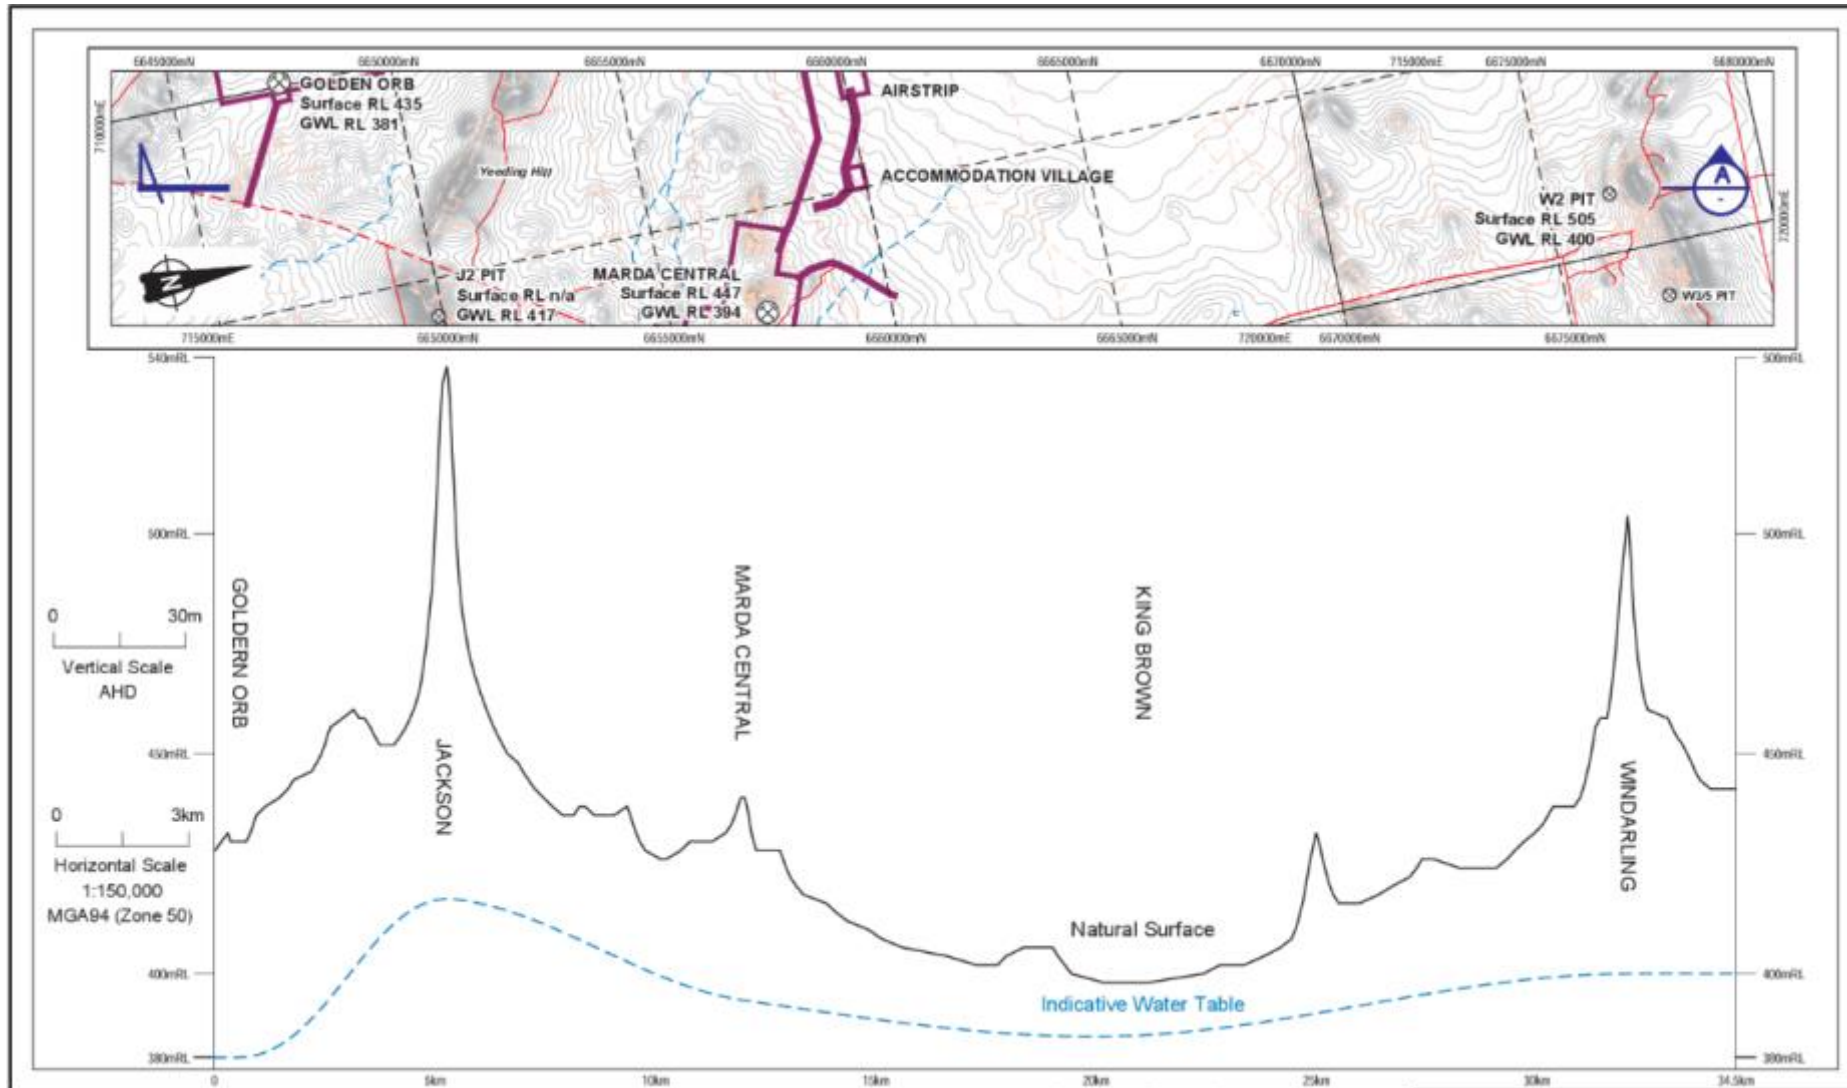 6645000mN
6650000mN
6655000mN
6660000mN
6665000mN
6670000mN
715000mE
6675000mN
6680000mN
710000mE
GOLDEN ORB
Surface RL 435
GWL RL 381
AIRSTRIP
Yeeding Hill
ACCOMMODATION VILLAGE
A
-
W2 PIT
Surface RL 505
GWL RL 400
720000mE
N
J2 PIT
Surface RL n/a
GWL RL 417
MARDA CENTRAL
Surface RL 447
GWL RL 394
W3/5 PIT
715000mE
6650000mN
6655000mN
6660000mN
6665000mN
720000mE
6670000mN
6675000mN
540mRL
500mRL
500mRL
500mRL
GOLDERN ORB
MARDA CENTRAL
KING BROWN
0 30m
Vertical Scale
AHD
JACKSON
WINDARLING
450mRL
450mRL
0 3km
Horizontal Scale
1:150,000
MGA94 (Zone 50)
Natural Surface
400mRL
400mRL
Indicative Water Table
380mRL
380mRL
0
5km
10km
15km
20km
25km
30km
34.5km